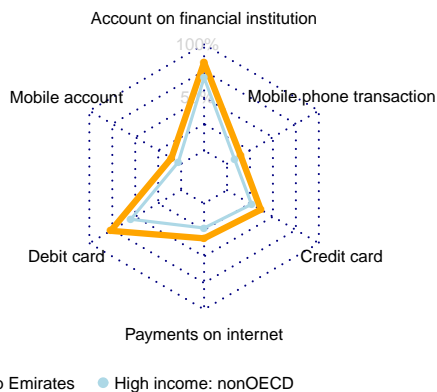 Account on financial institution
100%
Mobile account
Mobile phone transaction
Debit card
Credit card
Payments on internet
Emirates High income: nonOECD